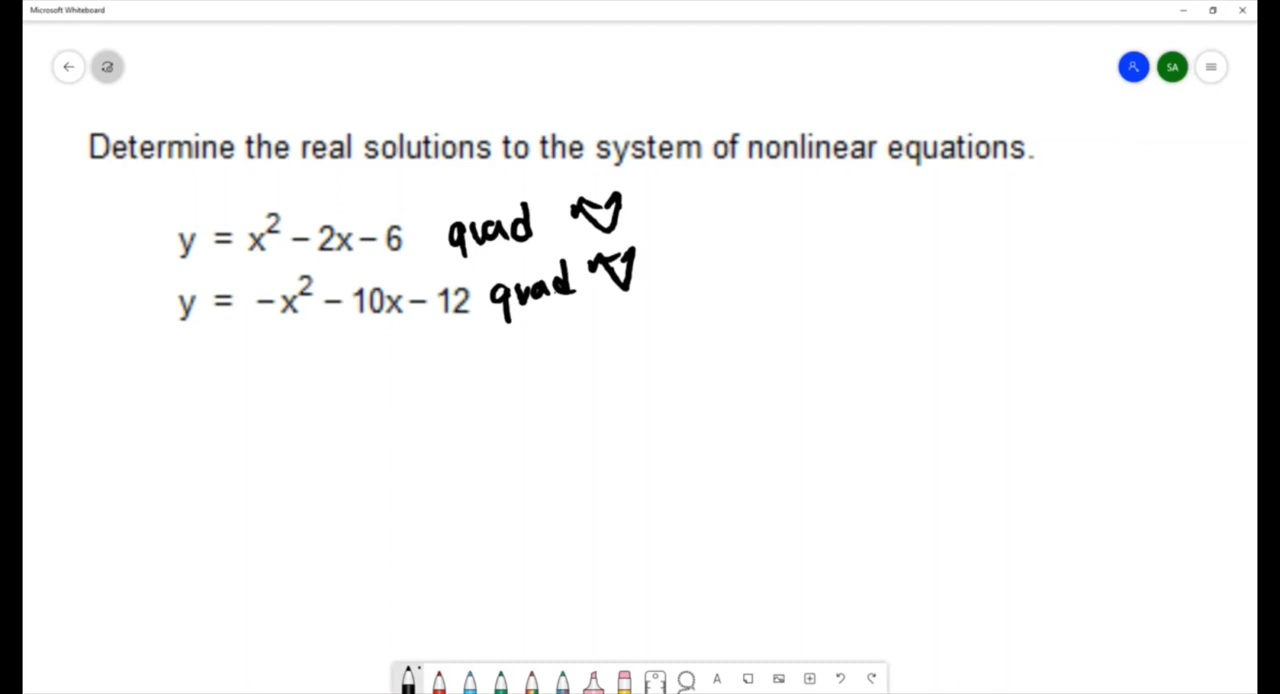 Microsoft Whiteboard
SA
Determine the real solutions to the system of nonlinear equations.
y = x² − 2x − 6 quad
y = −x² − 10x − 12 quad
A